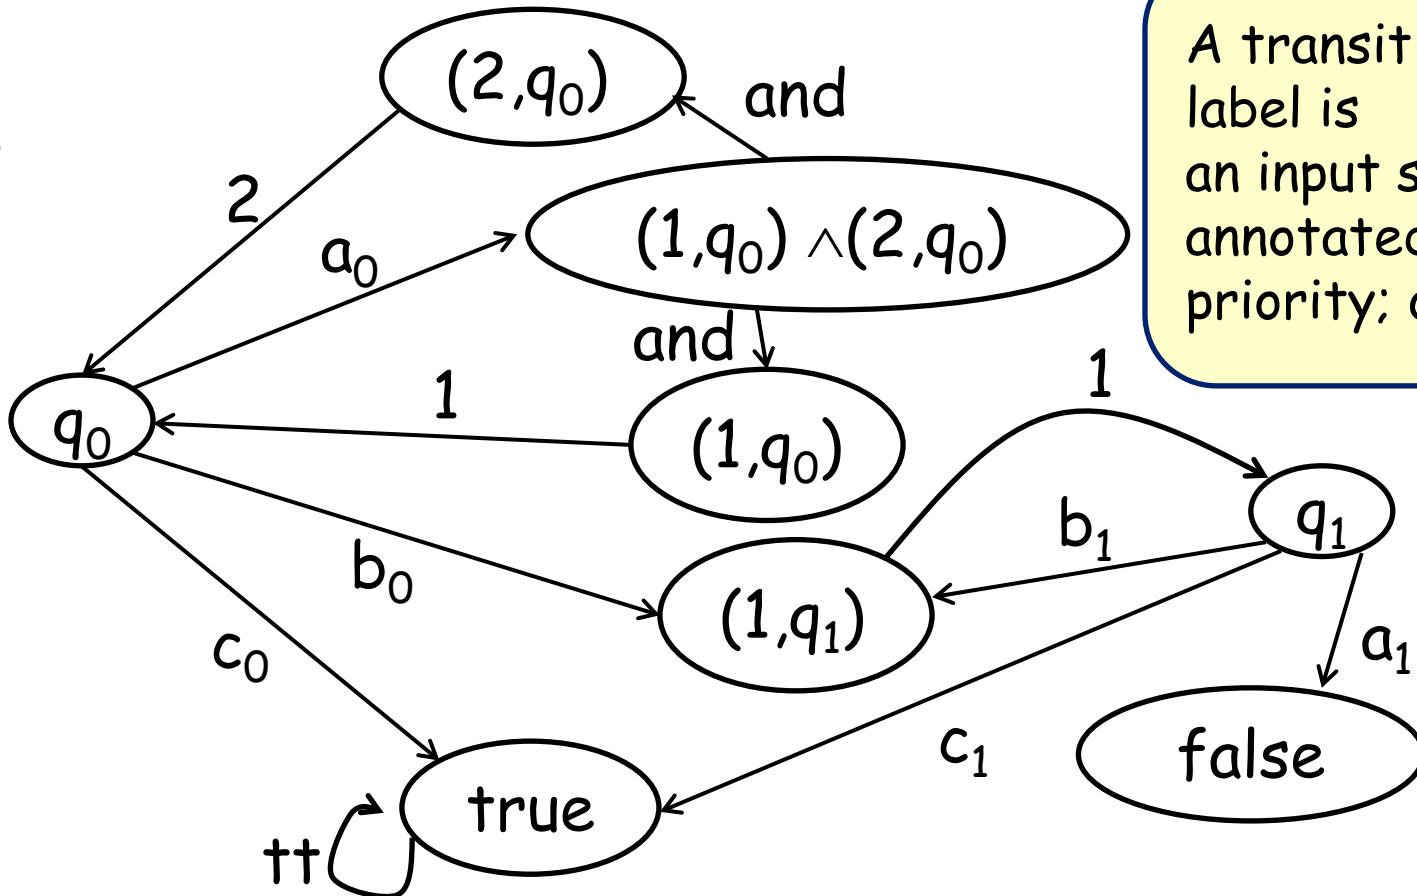 (2,q₀)
and
A transit
label is
an input s
annotated
priority; 
2
a₀
(1,q₀) ∧(2,q₀)
and
1
1
q₀
(1,q₀)
b₀
b₁
q₁
(1,q₁)
c₀
a₁
c₁
false
true
tt